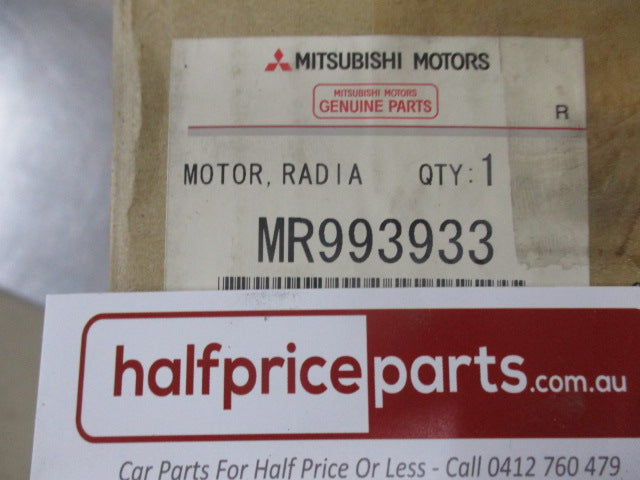 MITSUBISHI MOTORS
MITSUBISHI MOTORS
GENUINE PARTS
R
MOTOR, RADIA QTY: 1
MR993933
halfpriceparts.com.au
Car Parts For Half Price Or Less - Call 0412 760 479